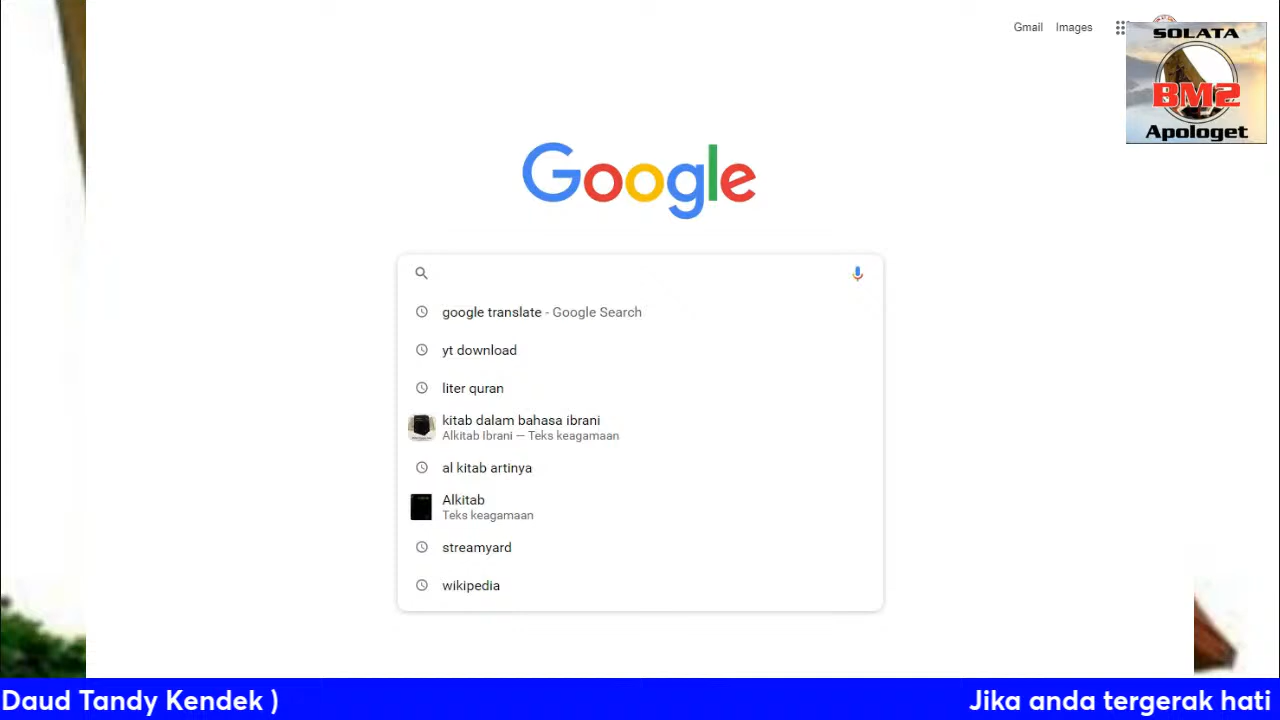 Gmail Images
SOLATA
BM2
Apologet
Google
google translate - Google Search
yt download
liter quran
kitab dalam bahasa ibrani
Alkitab Ibrani — Teks keagamaan
al kitab artinya
Alkitab
Teks keagamaan
streamyard
wikipedia
Daud Tandy Kendek ) Jika anda tergerak hati